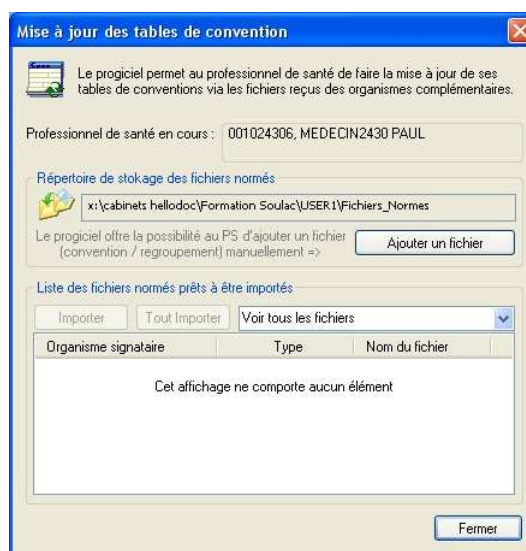 Mise à jour des tables de convention
Le progiciel permet au professionnel de santé de faire la mise à jour de ses
tables de conventions via les fichiers reçus des organismes complémentaires.
Professionnel de santé en cours : 001024306, MEDECIN2430 PAUL
Répertoire de stokage des fichiers normés
x:\cabinets hellodoc\Formation Soulac\USER1\Fichiers_Normes
Le progiciel offre la possibilité au PS d'ajouter un fichier
(convention / regroupement) manuellement => Ajouter un fichier
Liste des fichiers normés prêts à être importés
Importer Tout Importer Voir tous les fichiers
Organisme signataire Type Nom du fichier
Cet affichage ne comporte aucun élément
Fermer